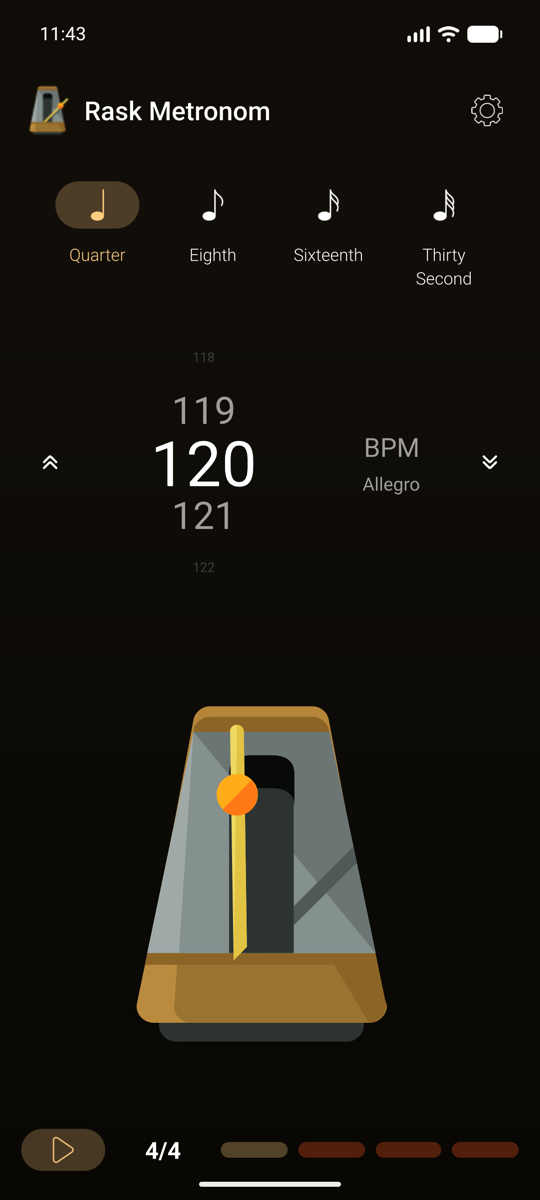 11:43
Rask Metronom
Quarter
Eighth
Sixteenth
Thirty
Second
118
119
120
121
122
BPM
Allegro
4/4